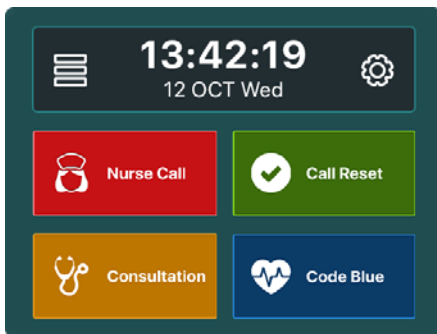 13:42:19
12 OCT Wed
Nurse Call
Call Reset
Consultation
Code Blue